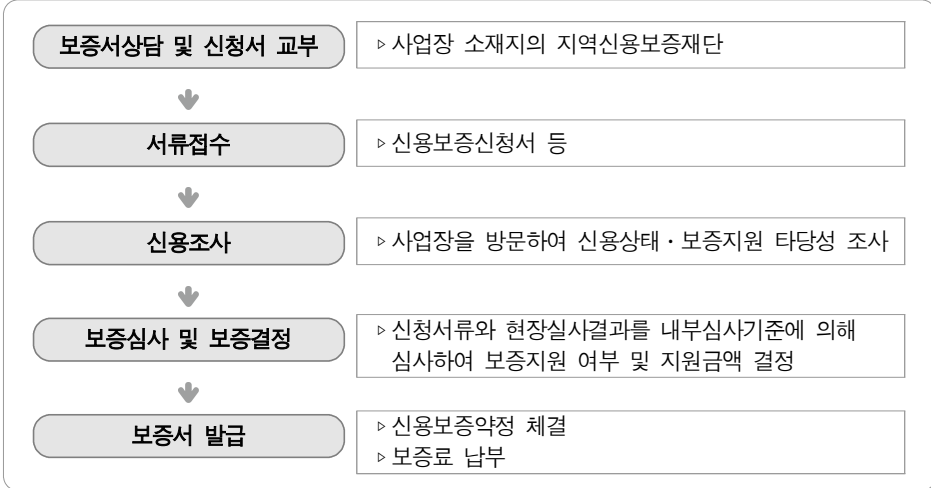 보증서상담 및 신청서 교부
▹사업장 소재지의 지역신용보증재단
서류접수
▹신용보증신청서 등
신용조사
▹사업장을 방문하여 신용상태・보증지원 타당성 조사
보증심사 및 보증결정
▹신청서류와 현장실사결과를 내부심사기준에 의해
심사하여 보증지원 여부 및 지원금액 결정
보증서 발급
▹신용보증약정 체결
▹보증료 납부